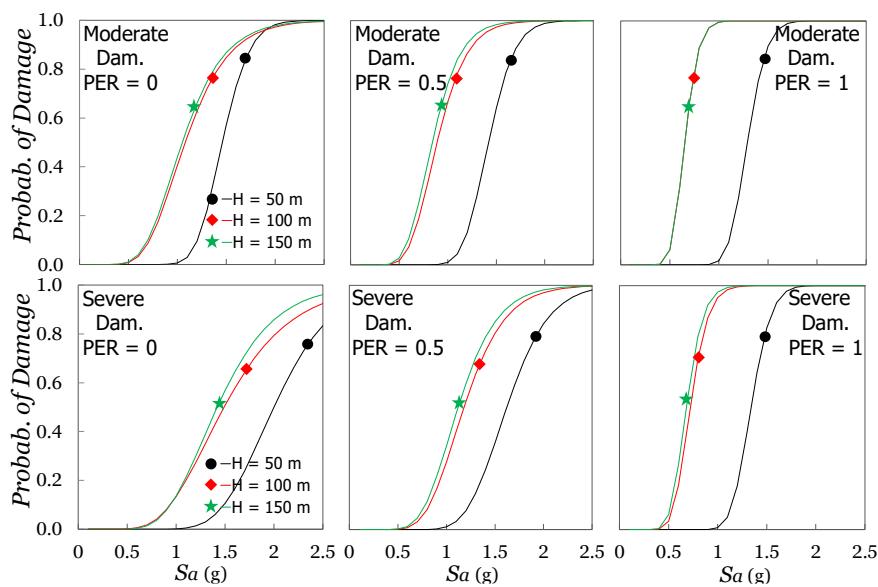 Probab. of Damage
1.0
0.8
0.6
0.4
0.2
0.0
Moderate
Dam.
PER = 0
H = 50 m
H = 100 m
H = 150 m
Moderate
Dam.
PER = 0.5
Moderate
Dam.
PER = 1
Probab. of Damage
1.0
0.8
0.6
0.4
0.2
0.0
Severe
Dam.
PER = 0
H = 50 m
H = 100 m
H = 150 m
Severe
Dam.
PER = 0.5
Severe
Dam.
PER = 1
0 0.5 1 1.5 2 2.5
0 0.5 1 1.5 2 2.5
0 0.5 1 1.5 2 2.5
Sa (g)
Sa (g)
Sa (g)